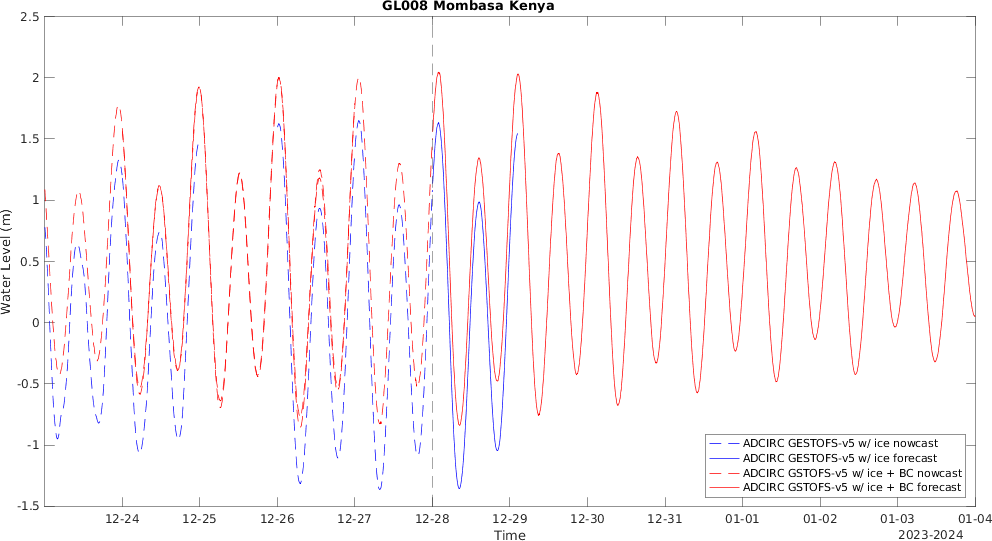 GL008 Mombasa Kenya
2.5
2
1.5
1
0.5
0
-0.5
-1
-1.5
Water Level (m)
ADCIRC GESTOFS-v5 w/ ice nowcast
ADCIRC GESTOFS-v5 w/ ice forecast
ADCIRC GSTOFS-v5 w/ ice + BC nowcast
ADCIRC GSTOFS-v5 w/ ice + BC forecast
12-24 12-25 12-26 12-27 12-28 12-29 12-30 12-31 01-01 01-02 01-03 01-04
Time
2023-2024